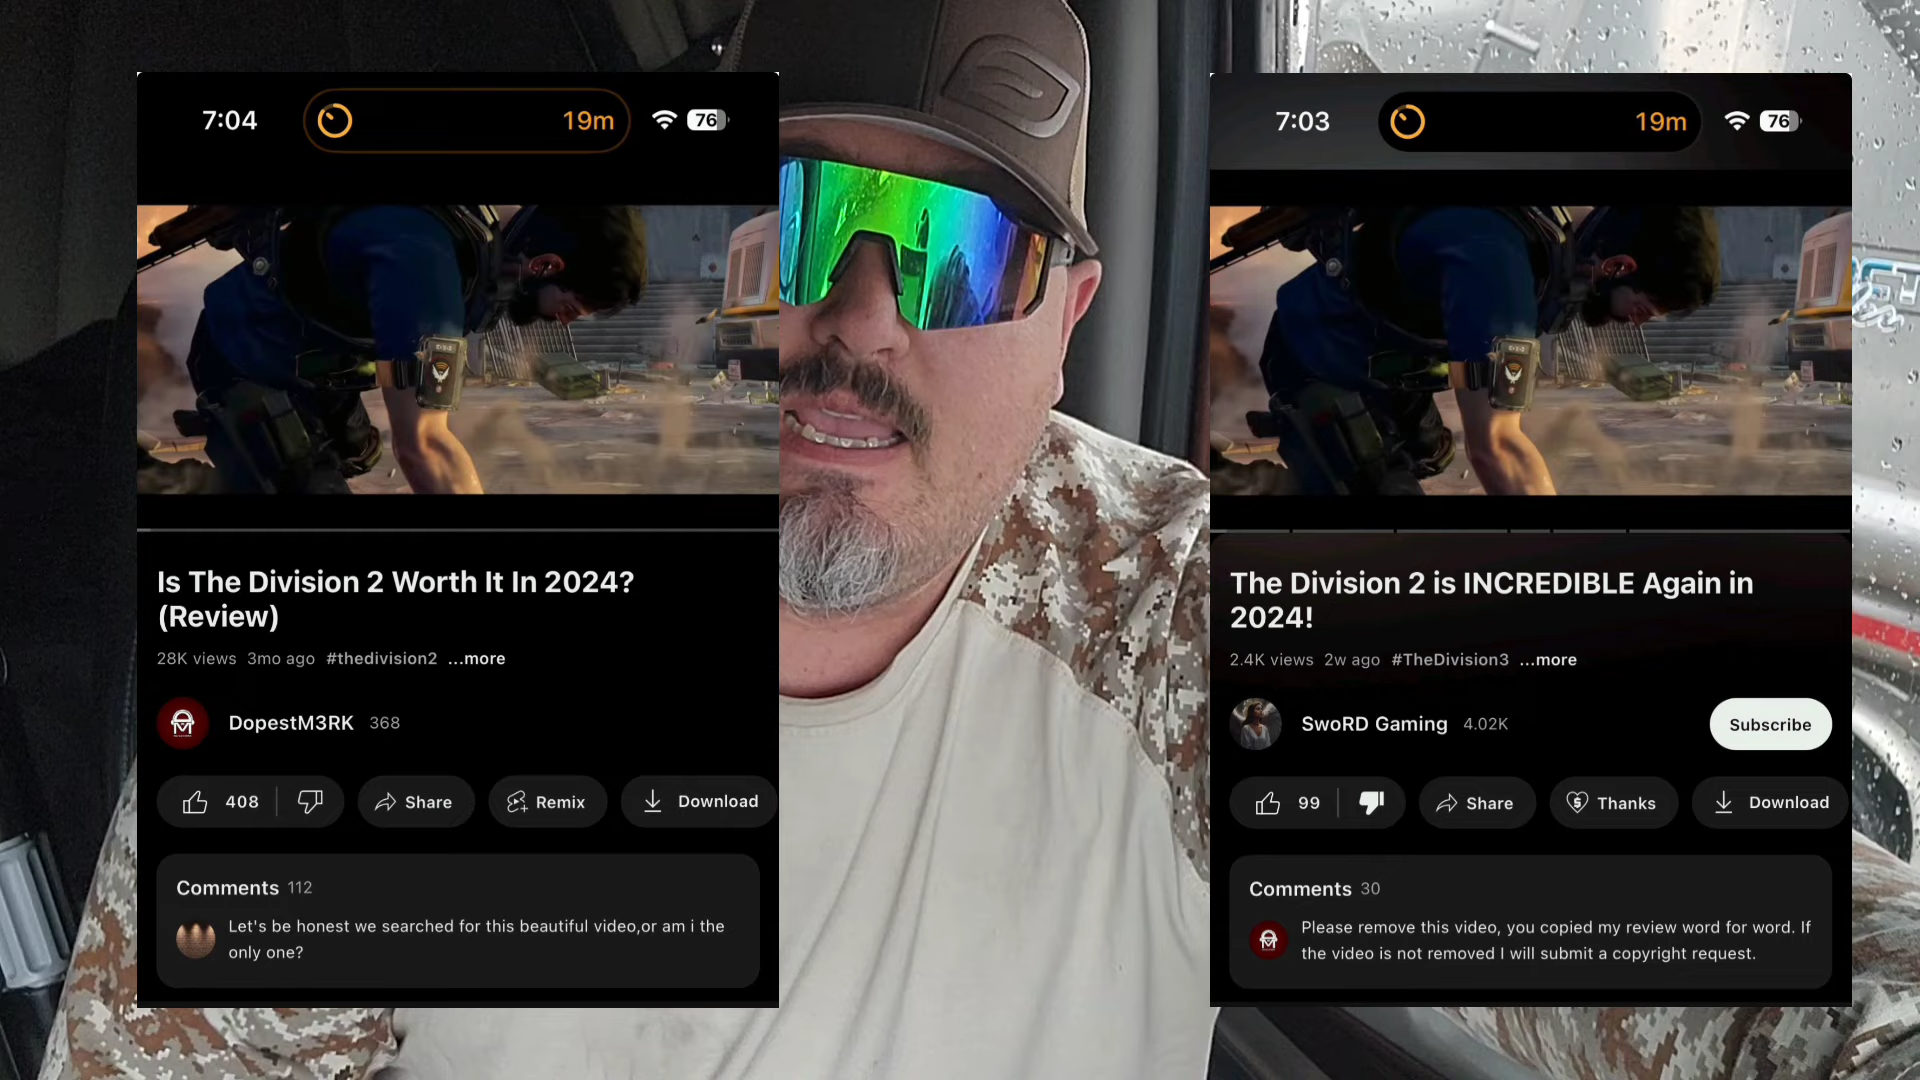 7:04
19m
76
Is The Division 2 Worth It In 2024?
(Review)
28K views 3mo ago #thedivision2 ...more
DopestM3RK 368
408
Share
Remix
Download
Comments 112
Let's be honest we searched for this beautiful video,or am i the
only one?
7:03
19m
76
The Division 2 is INCREDIBLE Again in
2024!
2.4K views 2w ago #TheDivision3 ...more
SwoRD Gaming 4.02K
Subscribe
99
Share
Thanks
Download
Comments 30
Please remove this video, you copied my review word for word. If
the video is not removed I will submit a copyright request.